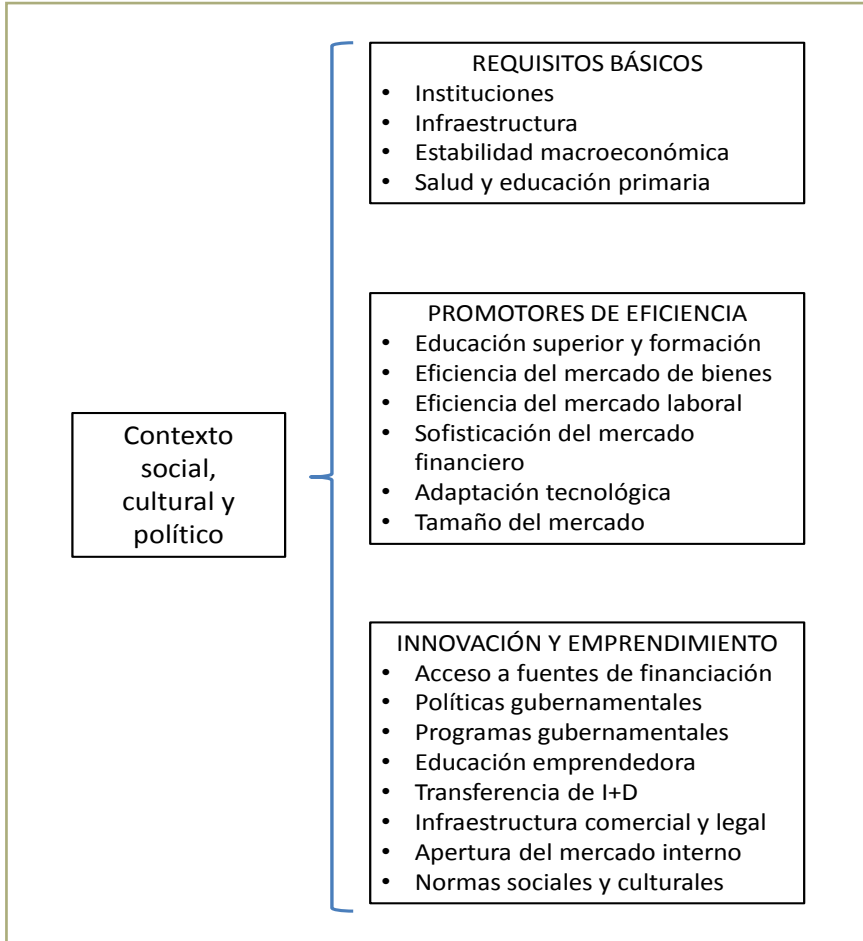 Contexto
social,
cultural y
político
REQUISITOS BÁSICOS
• Instituciones
• Infraestructura
• Estabilidad macroeconómica
• Salud y educación primaria
PROMOTORES DE EFICIENCIA
• Educación superior y formación
• Eficiencia del mercado de bienes
• Eficiencia del mercado laboral
• Sofisticación del mercado
financiero
• Adaptación tecnológica
• Tamaño del mercado
INNOVACIÓN Y EMPRENDIMIENTO
• Acceso a fuentes de financiación
• Políticas gubernamentales
• Programas gubernamentales
• Educación emprendedora
• Transferencia de I+D
• Infraestructura comercial y legal
• Apertura del mercado interno
• Normas sociales y culturales